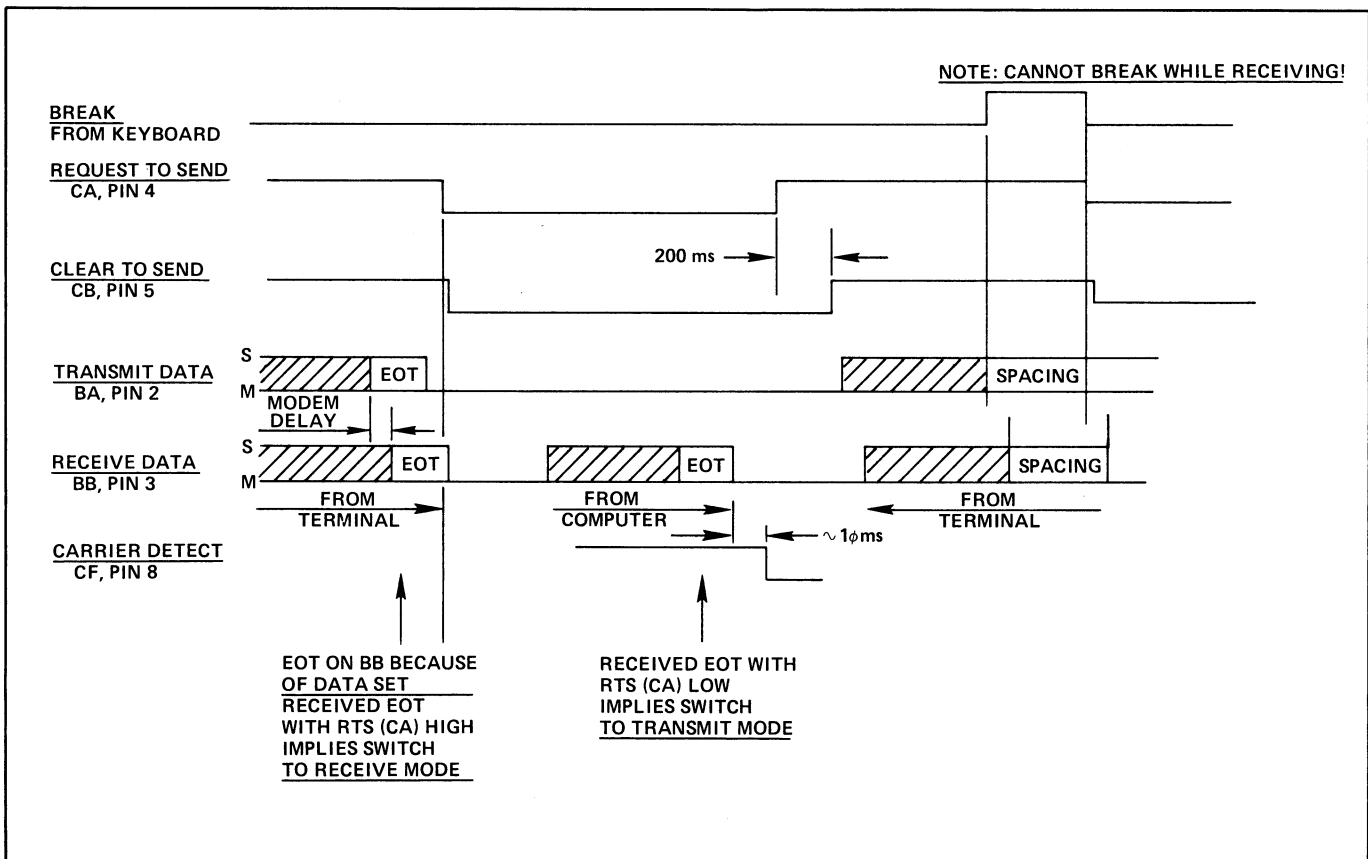 NOTE: CANNOT BREAK WHILE RECEIVING!
BREAK
FROM KEYBOARD
REQUEST TO SEND
CA, PIN 4
200 ms
CLEAR TO SEND
CB, PIN 5
S
TRANSMIT DATA
BA, PIN 2
M
EOT
SPACING
MODEM
DELAY
S
RECEIVE DATA
BB, PIN 3
M
EOT
EOT
SPACING
FROM
TERMINAL
FROM
COMPUTER
FROM
TERMINAL
CARRIER DETECT
CF, PIN 8
~ 1ϕms
EOT ON BB BECAUSE
OF DATA SET
RECEIVED EOT
WITH RTS (CA) HIGH
IMPLIES SWITCH
TO RECEIVE MODE
RECEIVED EOT WITH
RTS (CA) LOW
IMPLIES SWITCH
TO TRANSMIT MODE